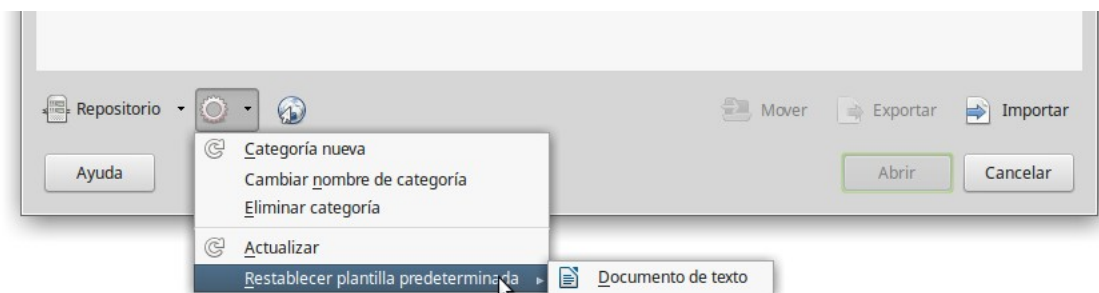 Repositorio
Mover
Exportar
Importar
Categoría nueva
Ayuda
Cambiar nombre de categoría
Abrir
Cancelar
Eliminar categoría
Actualizar
Restablecer plantilla predeterminada
Documento de texto